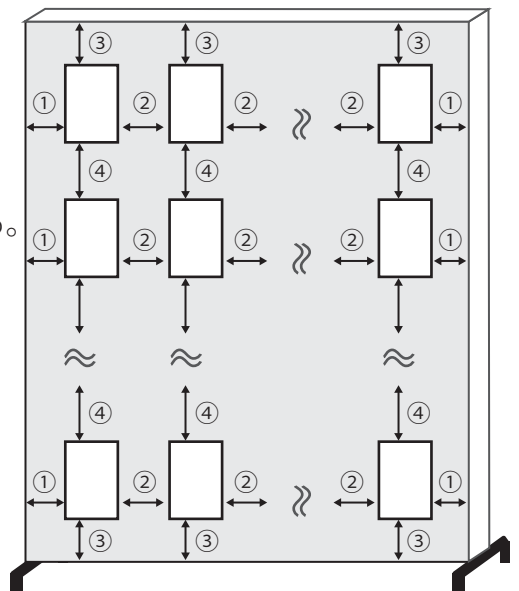 ③ ③ ③
① ② ② ② ①
④ ④ ④
。
① ② ② ② ①
④ ④ ④
① ② ② ② ①
③ ③ ③